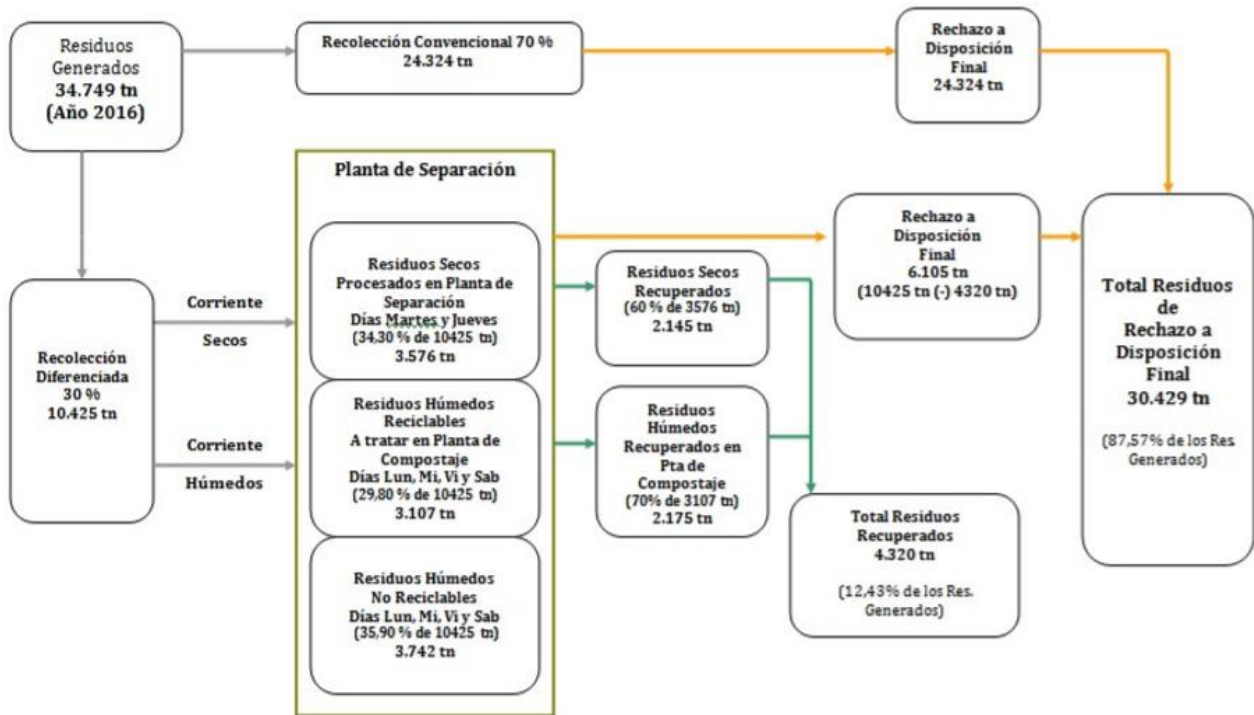 Residuos
Generados
34.749 tn
(Año 2016)
Recolección Convencional 70 %
24.324 tn
Rechazo a
Disposición
Final
24.324 tn
Planta de Separación
Rechazo a
Disposición
Final
6.105 tn
(10425 tn (-) 4320 tn)
Total Residuos
de
Rechazo a
Disposición
Final
30.429 tn
(87,57% de los Res.
Generados)
Recolección
Diferenciada
30 %
10.425 tn
Corriente
Secos
Corriente
Húmedos
Residuos Secos
Procesados en Planta de
Separación
Días Martes y Jueves
(34,30 % de 10425 tn)
3.576 tn
Residuos Secos
Recuperados
(60 % de 3576 tn)
2.145 tn
Residuos Húmedos
Reciclables
A tratar en Planta de
Compostaje
Días Lun, Mi, Vi y Sab
(29,80 % de 10425 tn)
3.107 tn
Residuos
Húmedos
Recuperados en
Pta de
Compostaje
(70% de 3107 tn)
2.175 tn
Residuos Húmedos
No Reciclables
Días Lun, Mi, Vi y Sab
(35,90 % de 10425 tn)
3.742 tn
Total Residuos
Recuperados
4.320 tn
(12,43% de los Res.
Generados)